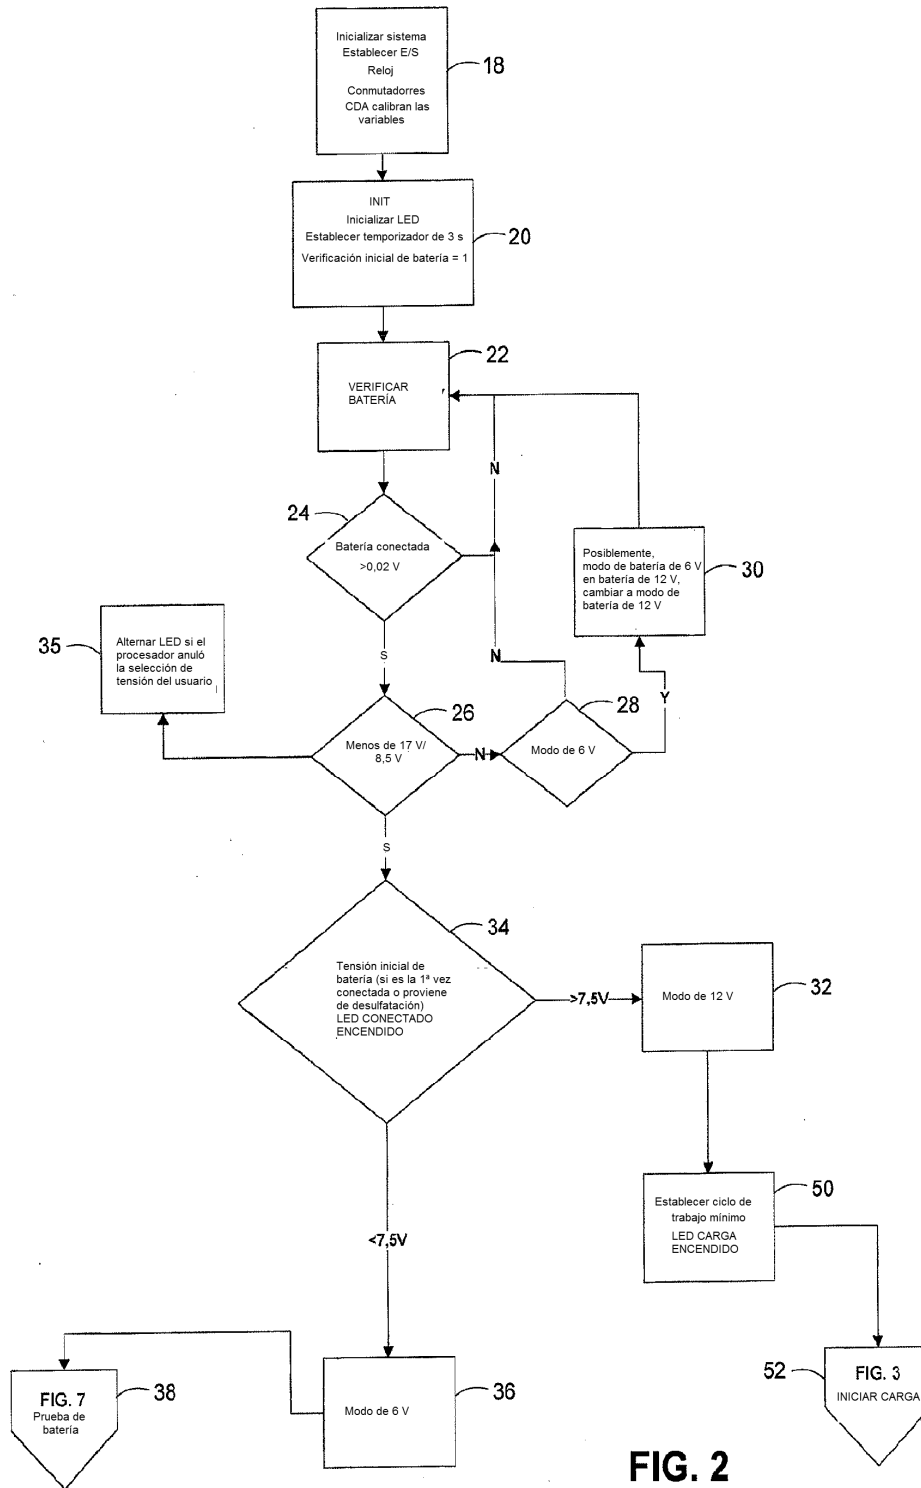 Inicializar sistema
Establecer E/S
Reloj
Conmutadorres
CDA calibran las
variables
18
INIT
Inicializar LED
Establecer temporizador de 3 s
Verificación inicial de batería = 1
20
VERIFICAR
BATERÍA
22
N
24
Batería conectada
>0,02 V
Posiblemente,
modo de batería de 6 V
en batería de 12 V,
cambiar a modo de
batería de 12 V
30
35
Alternar LED si el
procesador anuló
la selección de
tensión del usuario
S
N
Y
26
28
Menos de 17 V/
8,5 V
N
Modo de 6 V
S
34
Tensión inicial de
batería (si es la 1ª vez
conectada o proviene
de desulfatación)
LED CONECTADO
ENCENDIDO
>7,5V
Modo de 12 V
32
50
Establecer ciclo de
trabajo mínimo
LED CARGA
ENCENDIDO
<7,5V
FIG. 7
Prueba de
batería
38
Modo de 6 V
36
52
FIG. 3
INICIAR CARGA
FIG. 2